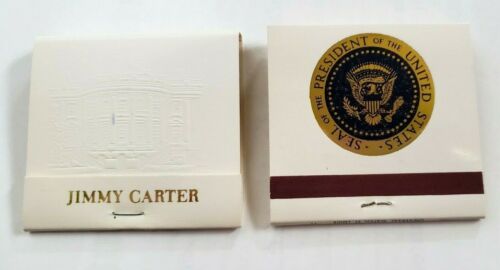 JIMMY CARTER
SEAL OF THE PRESIDENT OF THE UNITED STATES